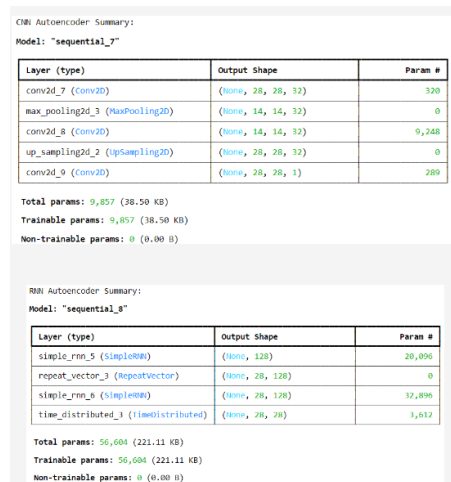 CNN Autoencoder Summary:
Model: "sequential_7"
Layer (type) Output Shape Param #
conv2d_7 (Conv2D) (None, 28, 28, 32) 320
max_pooling2d_3 (MaxPooling2D) (None, 14, 14, 32) 0
conv2d_8 (Conv2D) (None, 14, 14, 32) 9,248
up_sampling2d_2 (UpSampling2D) (None, 28, 28, 32) 0
conv2d_9 (Conv2D) (None, 28, 28, 1) 289
Total params: 9,857 (38.50 KB)
Trainable params: 9,857 (38.50 KB)
Non-trainable params: 0 (0.00 B)
RNN Autoencoder Summary:
Model: "sequential_8"
Layer (type) Output Shape Param #
simple_rnn_5 (SimpleRNN) (None, 128) 20,096
repeat_vector_3 (RepeatVector) (None, 28, 128) 0
simple_rnn_6 (SimpleRNN) (None, 28, 128) 32,896
time_distributed_3 (TimeDistributed) (None, 28, 28) 3,612
Total params: 56,604 (221.11 KB)
Trainable params: 56,604 (221.11 KB)
Non-trainable params: 0 (0.00 B)